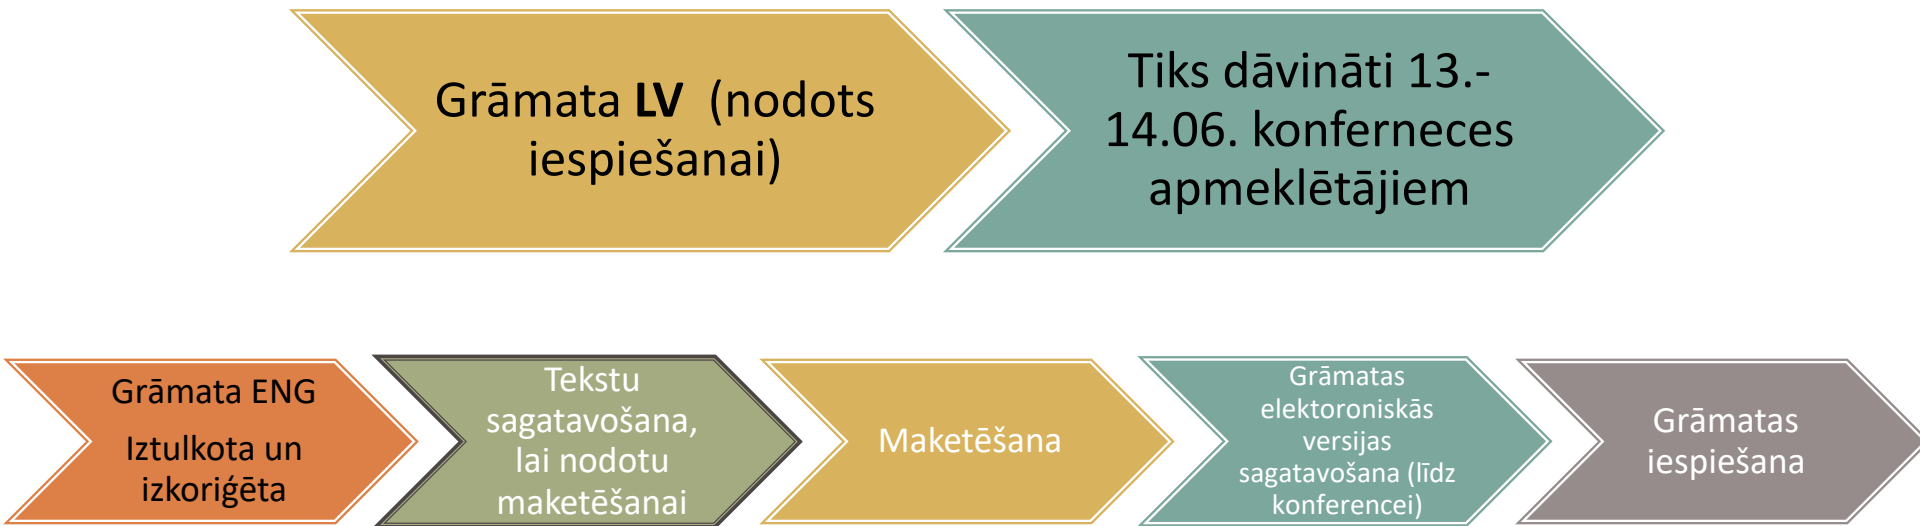 Grāmata LV (nodots
iespiešanai)
Tiks dāvināti 13.-
14.06. konferneces
apmeklētājiem
Grāmata ENG
Iztulkota un
izkoriģēta
Tekstu
sagatavošana,
lai nodotu
maketēšanai
Maketēšana
Grāmatas
elektoroniskās
versijas
sagatavošana (līdz
konferencei)
Grāmatas
iespiešana